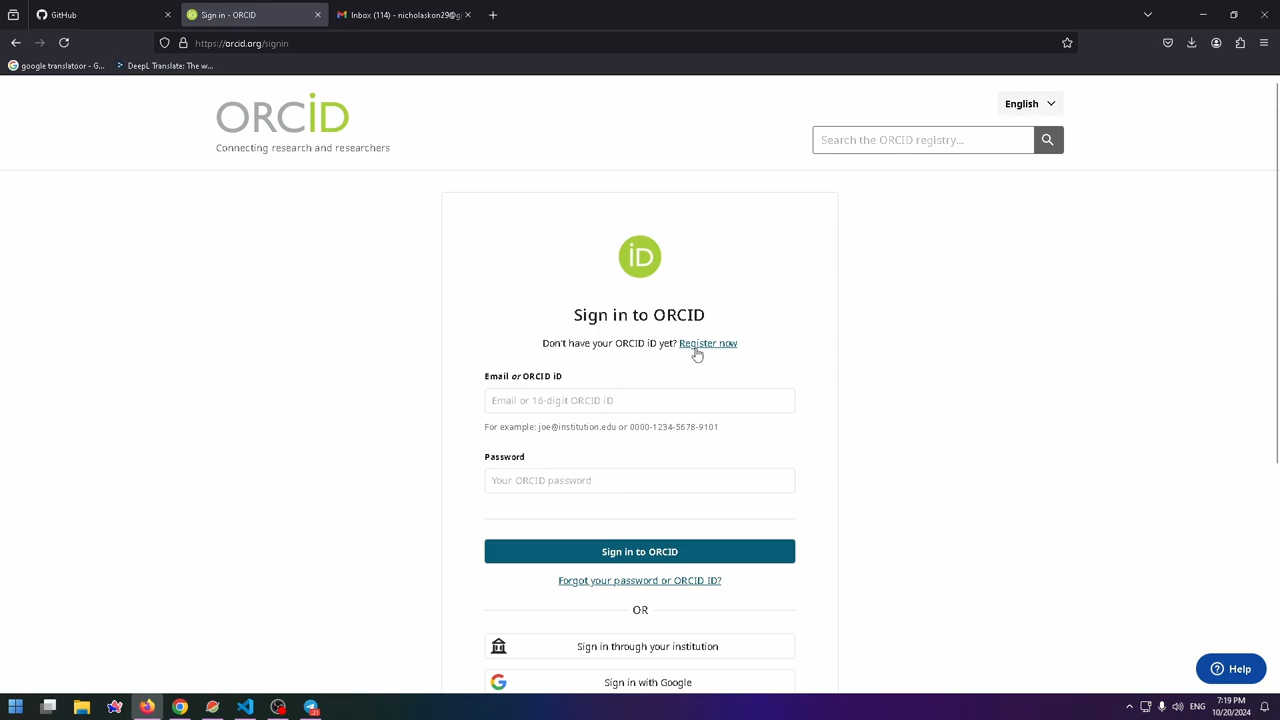 GitHub
Sign in - ORCID
Inbox (114) - nicholaskon29@g
https://orcid.org/signin
google translatoor - G...
DeepL Translate: The w...
ORCiD
Connecting research and researchers
English
Search the ORCID registry...
iD
Sign in to ORCID
Don't have your ORCID iD yet? Register now
Email or ORCID iD
Email or 16-digit ORCID iD
For example: joe@institution.edu or 0000-1234-5678-9101
Password
Your ORCID password
Sign in to ORCID
Forgot your password or ORCID ID?
OR
Sign in through your institution
Sign in with Google
Help
ENG
7:19 PM
10/20/2024